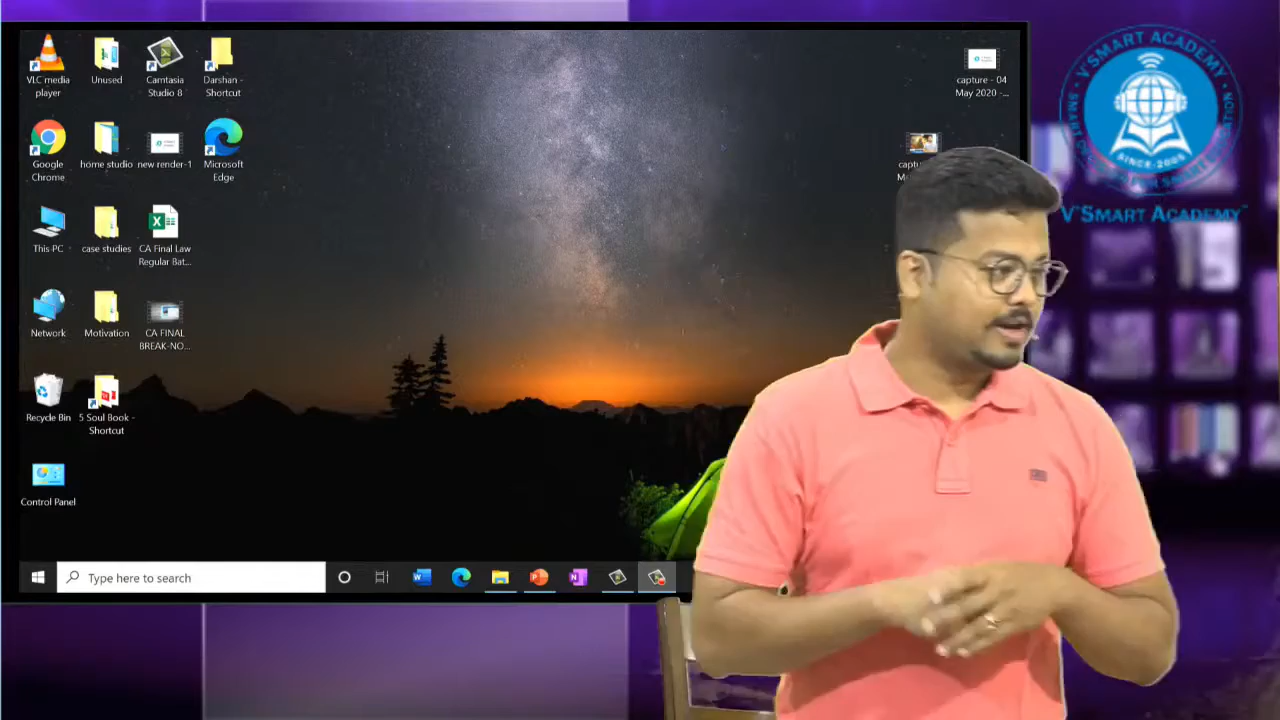 VLC media
player
Unused
Camtasia
Studio 8
Darshan -
Shortcut
capture - 04
May 2020 -...
Google
Chrome
home studio
new render-1
Microsoft
Edge
This PC
case studies
CA Final Law
Regular Bat...
Network
Motivation
CA FINAL
BREAK-NO...
Recycle Bin
5 Soul Book -
Shortcut
Control Panel
Type here to search
V'SMART ACADEMY
SINCE-2005
V'SMART ACADEMY